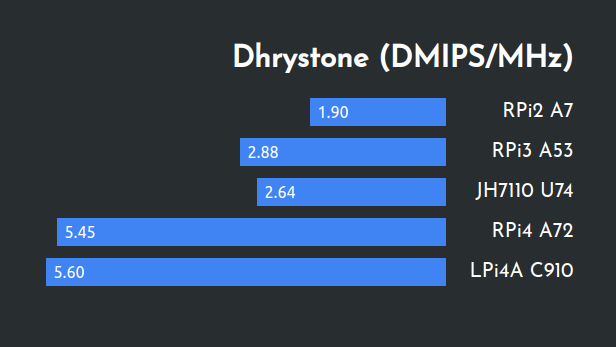 Dhrystone (DMIPS/MHz)
1.90 RPi2 A7
2.88 RPi3 A53
2.64 JH7110 U74
5.45 RPi4 A72
5.60 LPi4A C910